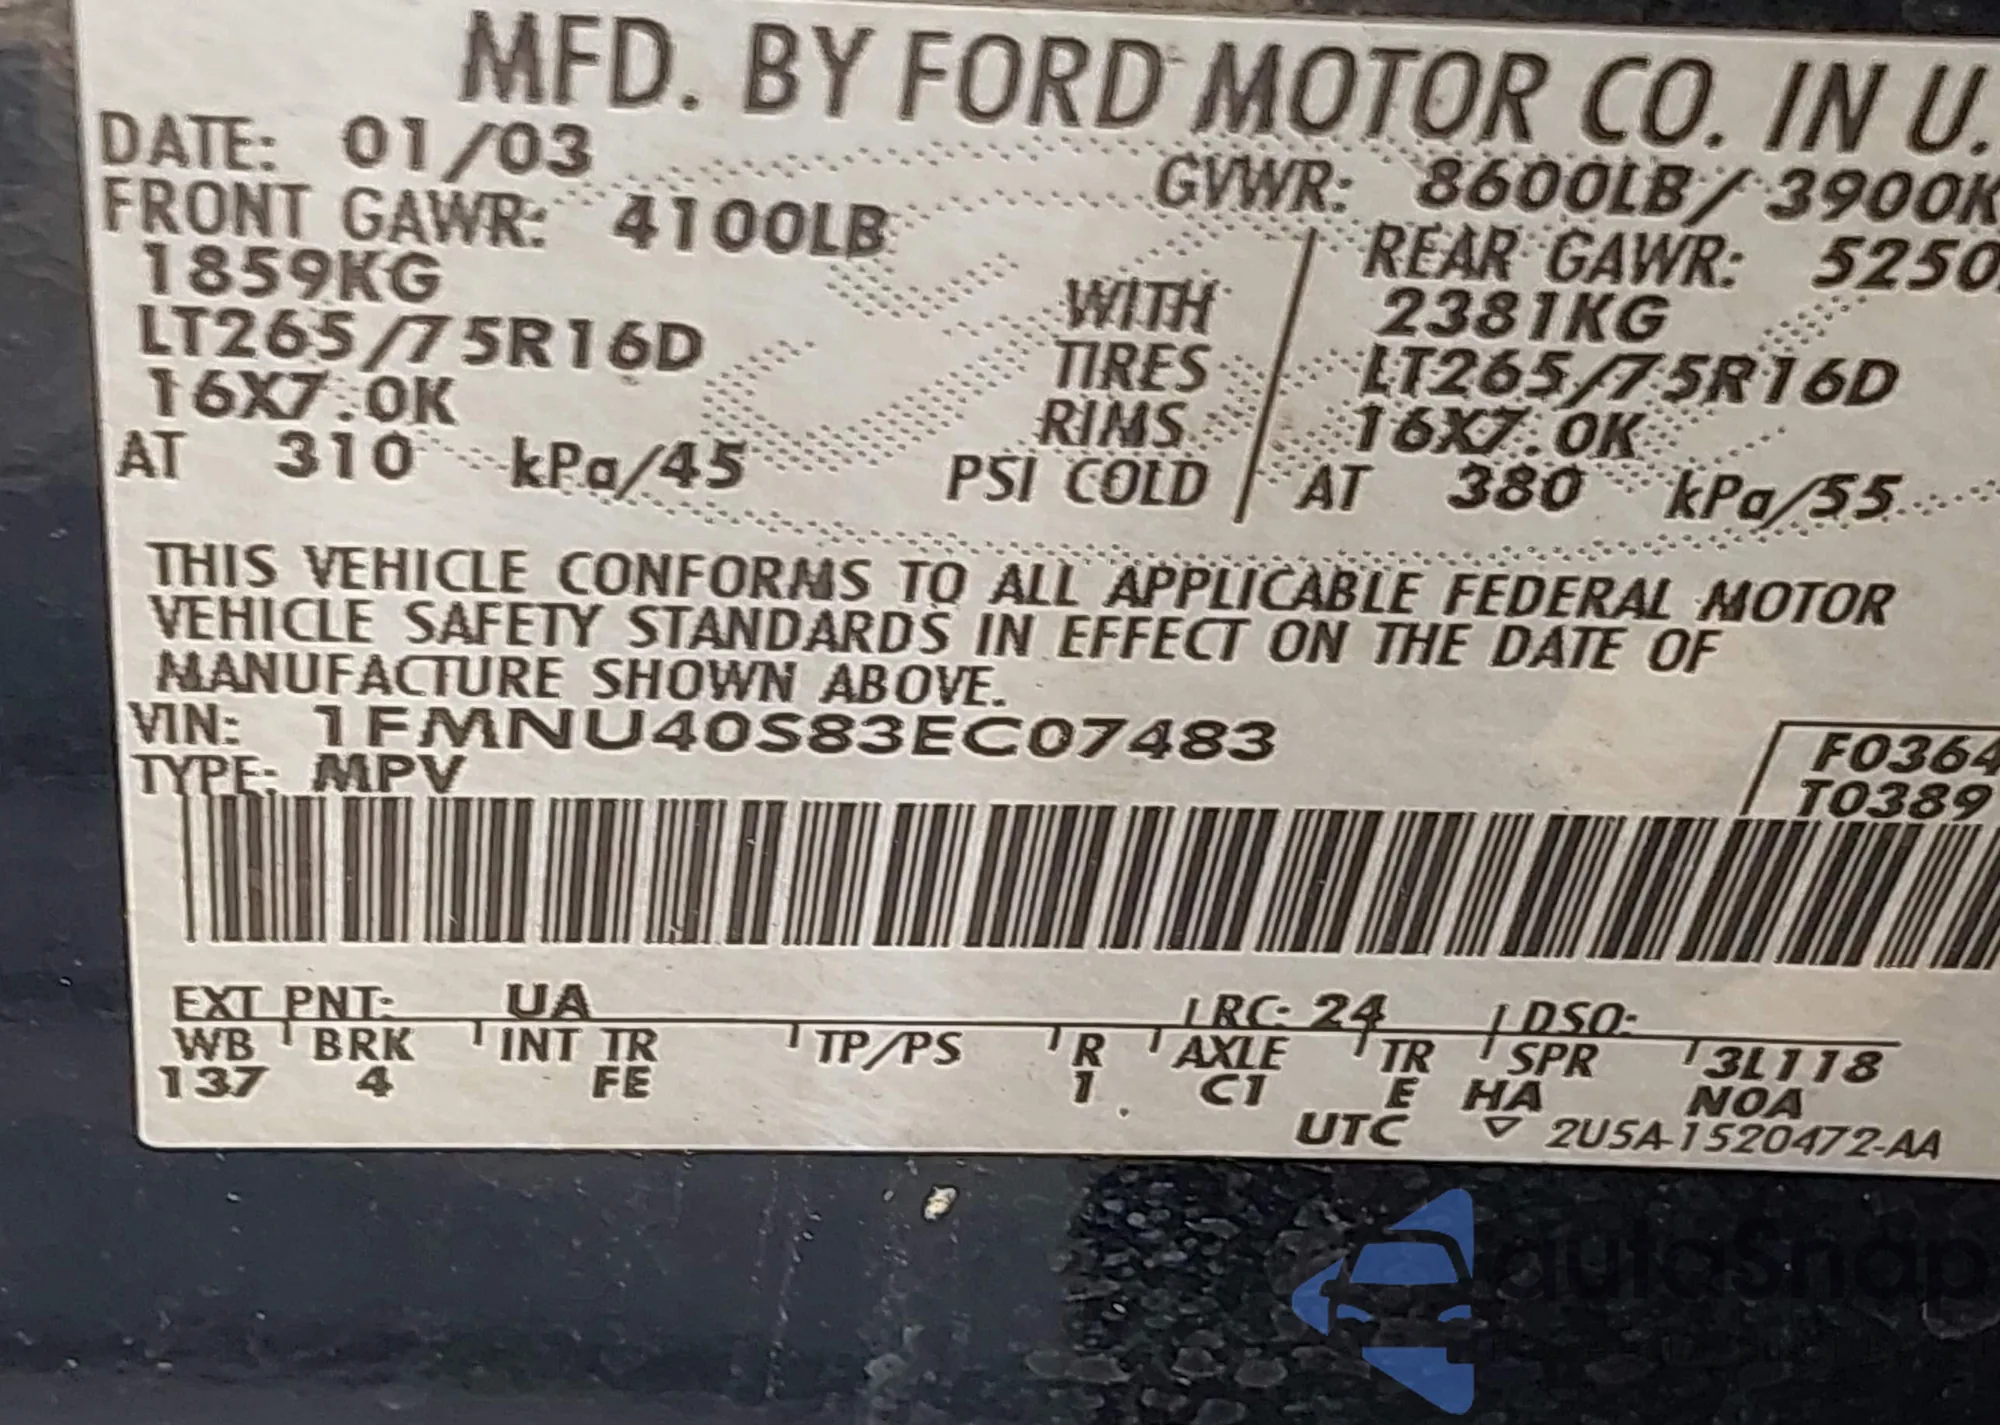 MFD. BY FORD MOTOR CO. IN U.
DATE: 01/03
GVWR: 8600LB/ 3900K
FRONT GAWR: 4100LB
REAR GAWR: 5250
1859KG
WITH
2381KG
LT265/75R16D
TIRES
LT265/75R16D
16X7.0K
RIMS
16X7.0K
AT 310 kPa/45
PSI COLD
AT 380 kPa/55
THIS VEHICLE CONFORMS TO ALL APPLICABLE FEDERAL MOTOR
VEHICLE SAFETY STANDARDS IN EFFECT ON THE DATE OF
MANUFACTURE SHOWN ABOVE.
VIN: 1FMNU40S83EC07483
F0364
TYPE: MPV
T0389
EXT PNT: UA RC: 24 DSO:
WB BRK INT TR TP/PS R AXLE TR SPR 3L118
137 4 FE 1 C1 E HA NOA
UTC ▽ 2U5A-1520472-AA